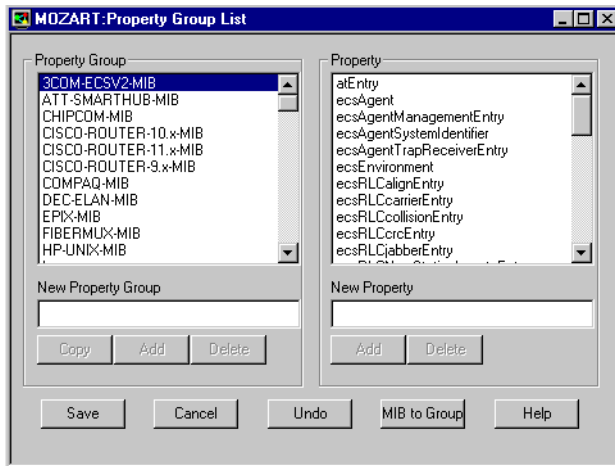 MOZART:Property Group List
Property Group
3COM-ECSV2-MIB
ATT-SMARTHUB-MIB
CHIPCOM-MIB
CISCO-ROUTER-10.x-MIB
CISCO-ROUTER-11.x-MIB
CISCO-ROUTER-9.x-MIB
COMPAQ-MIB
DEC-ELAN-MIB
EPIX-MIB
FIBERMUX-MIB
HP-UNIX-MIB
New Property Group
Copy Add Delete
Property
atEntry
ecsAgent
ecsAgentManagementEntry
ecsAgentSystemIdentifier
ecsAgentTrapReceiverEntry
ecsEnvironment
ecsRLCalignEntry
ecsRLCcarrierEntry
ecsRLCcollisionEntry
ecsRLCcrcEntry
ecsRLCjabberEntry
New Property
Add Delete
Save Cancel Undo MIB to Group Help